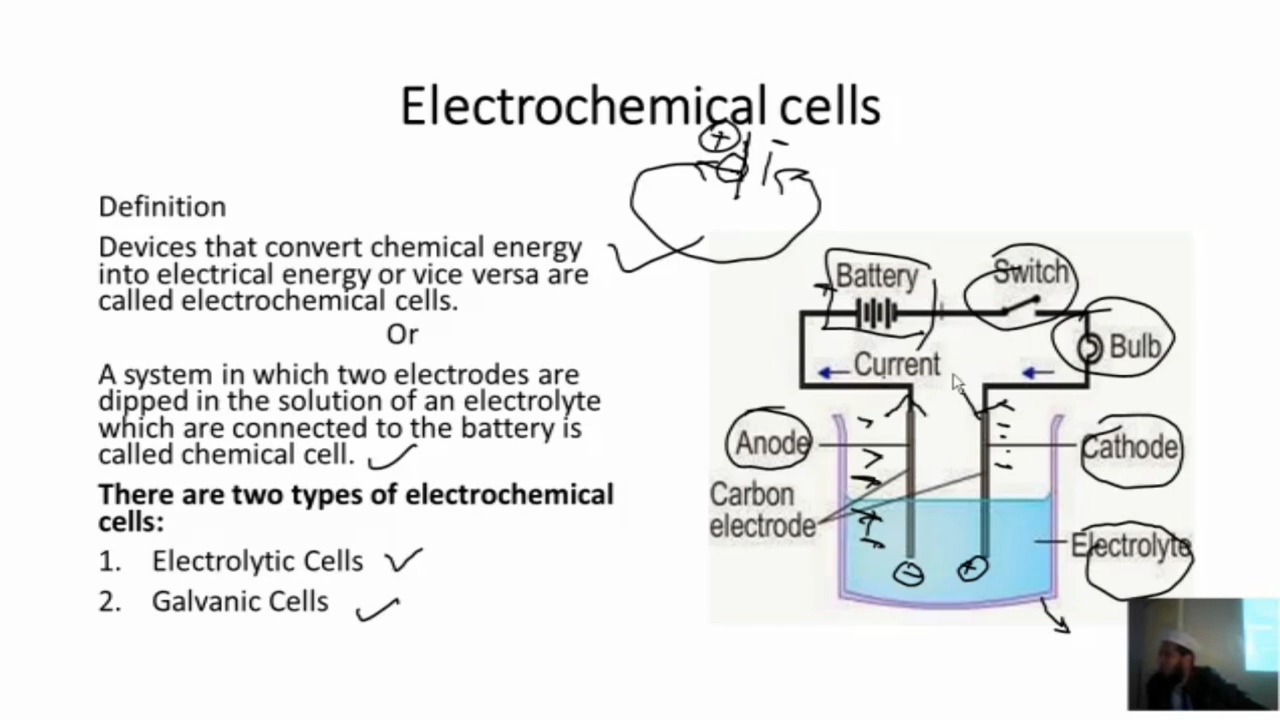 Electrochemical cells
+
-
Definition
Devices that convert chemical energy
into electrical energy or vice versa are
called electrochemical cells.
Or
A system in which two electrodes are
dipped in the solution of an electrolyte
which are connected to the battery is
called chemical cell.
There are two types of electrochemical
cells:
1. Electrolytic Cells
2. Galvanic Cells
Battery
Switch
+
Bulb
Current
Anode
Cathode
Carbon
electrode
Electrolyte
-
+